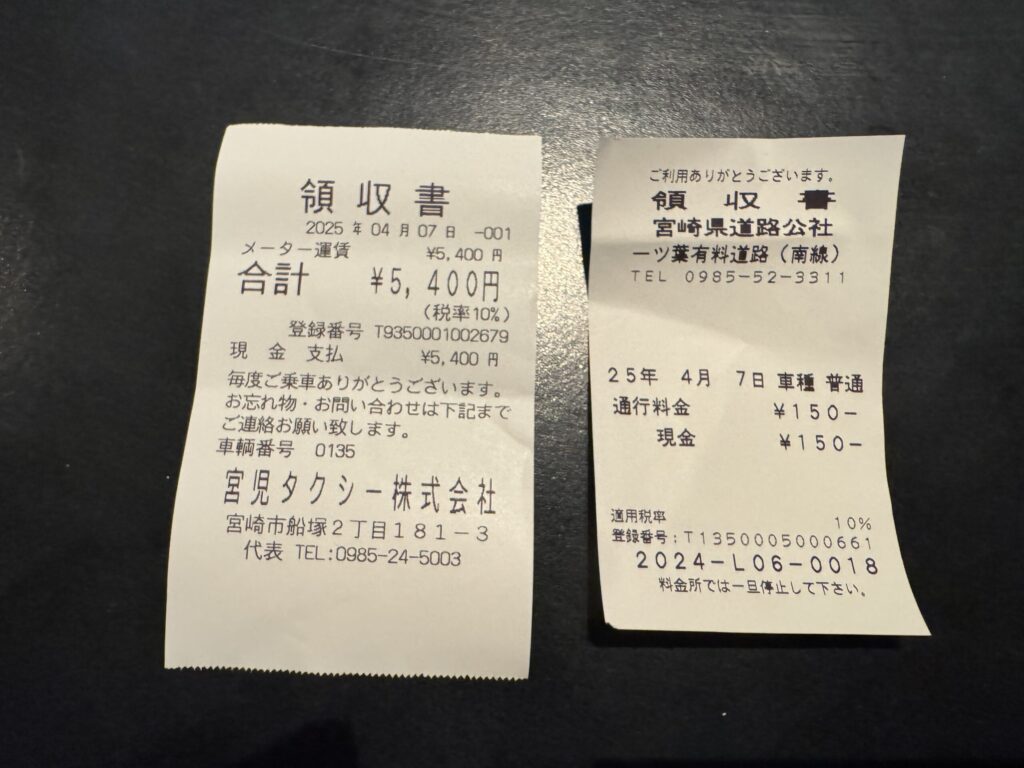 領収書
2025 年 04 月 07 日 -001
メーター運賃 ¥5,400 円
合計 ¥5,400円
(税率10%)
登録番号 T9350001002679
現 金 支払 ¥5,400 円
毎度ご乗車ありがとうございます。
お忘れ物・お問い合わせは下記まで
ご連絡お願い致します。
車輌番号 0135
宮児タクシー株式会社
宮崎市船塚2丁目181-3
代表 TEL:0985-24-5003
ご利用ありがとうございます。
領 収 書
宮崎県道路公社
一ツ葉有料道路(南線)
TEL 0985-52-3311
25年 4月 7日 車種 普通
通行料金 ¥150-
現金 ¥150-
適用税率 10%
登録番号:T1350005000661
2024-L06-0018
料金所では一旦停止して下さい。